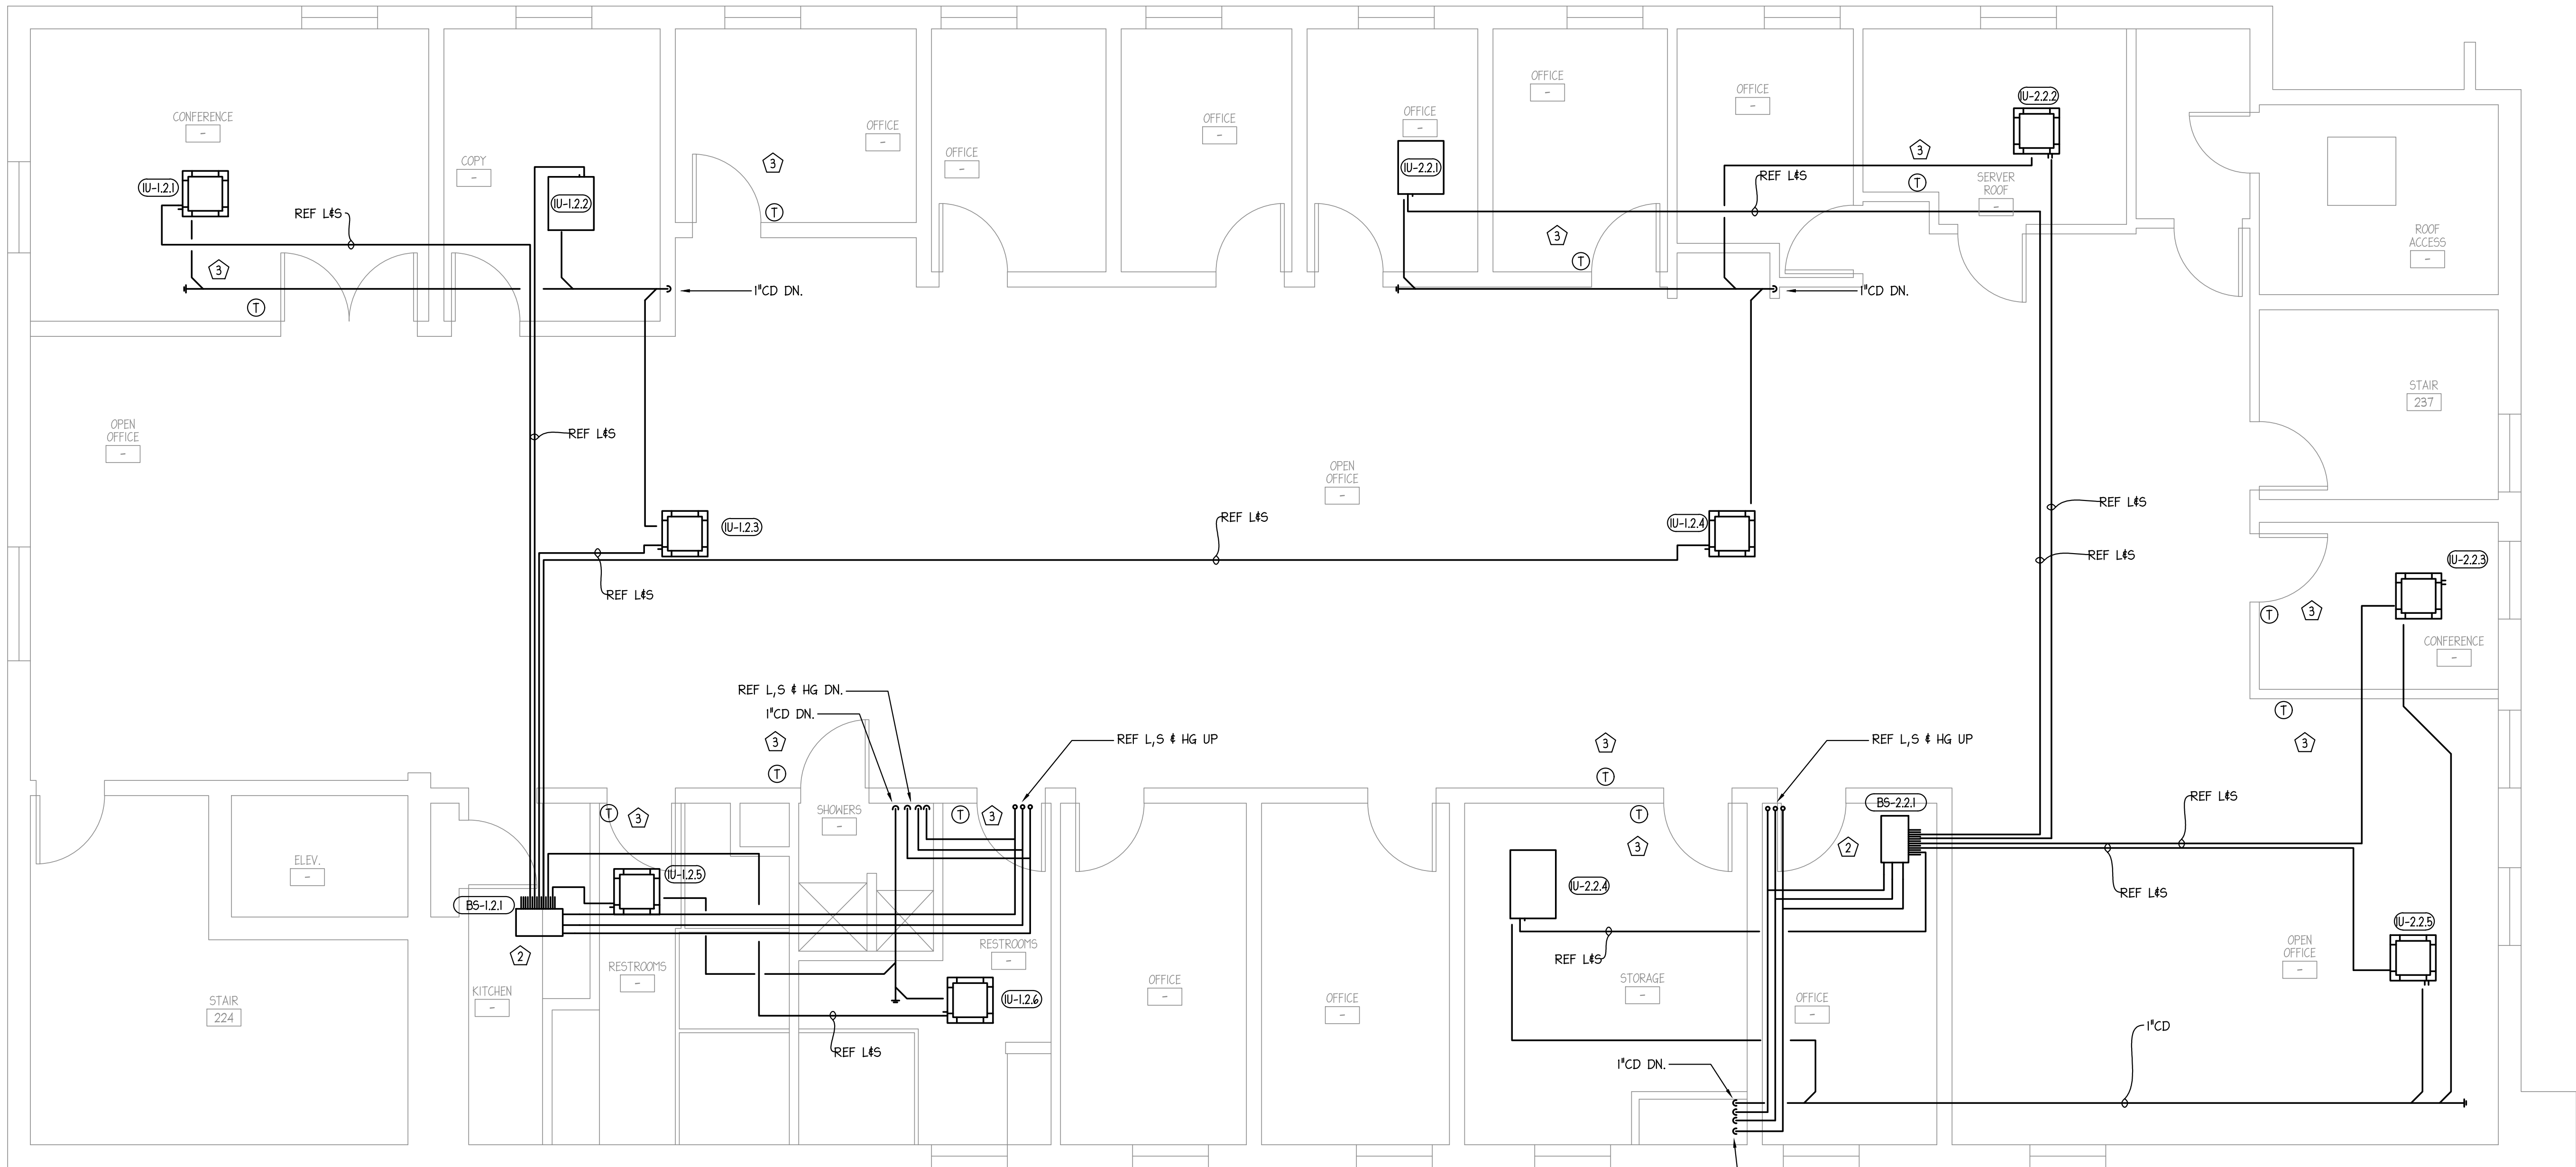 CONFERENCE
-
IU-1.2.1
REF L&S
3
T
COPY
-
IU-1.2.2
1"CD DN.
OFFICE
-
3
T
OFFICE
-
OFFICE
-
OFFICE
-
IU-2.2.1
OFFICE
-
3
T
OFFICE
-
REF L&S
IU-2.2.2
3
T
SERVER
ROOF
-
1"CD DN.
ROOF
ACCESS
-
STAIR
237
OPEN
OFFICE
-
REF L&S
OPEN
OFFICE
-
IU-1.2.3
REF L&S
REF L&S
IU-1.2.4
REF L&S
REF L&S
IU-2.2.3
T
3
CONFERENCE
-
T
3
REF L,S & HG DN.
1"CD DN.
3
T
REF L,S & HG UP
3
T
REF L,S & HG UP
SHOWERS
-
T
3
T
3
T
3
BS-2.2.1
2
REF L&S
REF L&S
ELEV.
-
BS-1.2.1
2
IU-1.2.5
IU-2.2.4
REF L&S
IU-2.2.5
OPEN
OFFICE
-
RESTROOMS
-
RESTROOMS
-
IU-1.2.6
KITCHEN
-
STAIR
224
OFFICE
-
OFFICE
-
STORAGE
-
OFFICE
-
REF L&S
1"CD
1"CD DN.